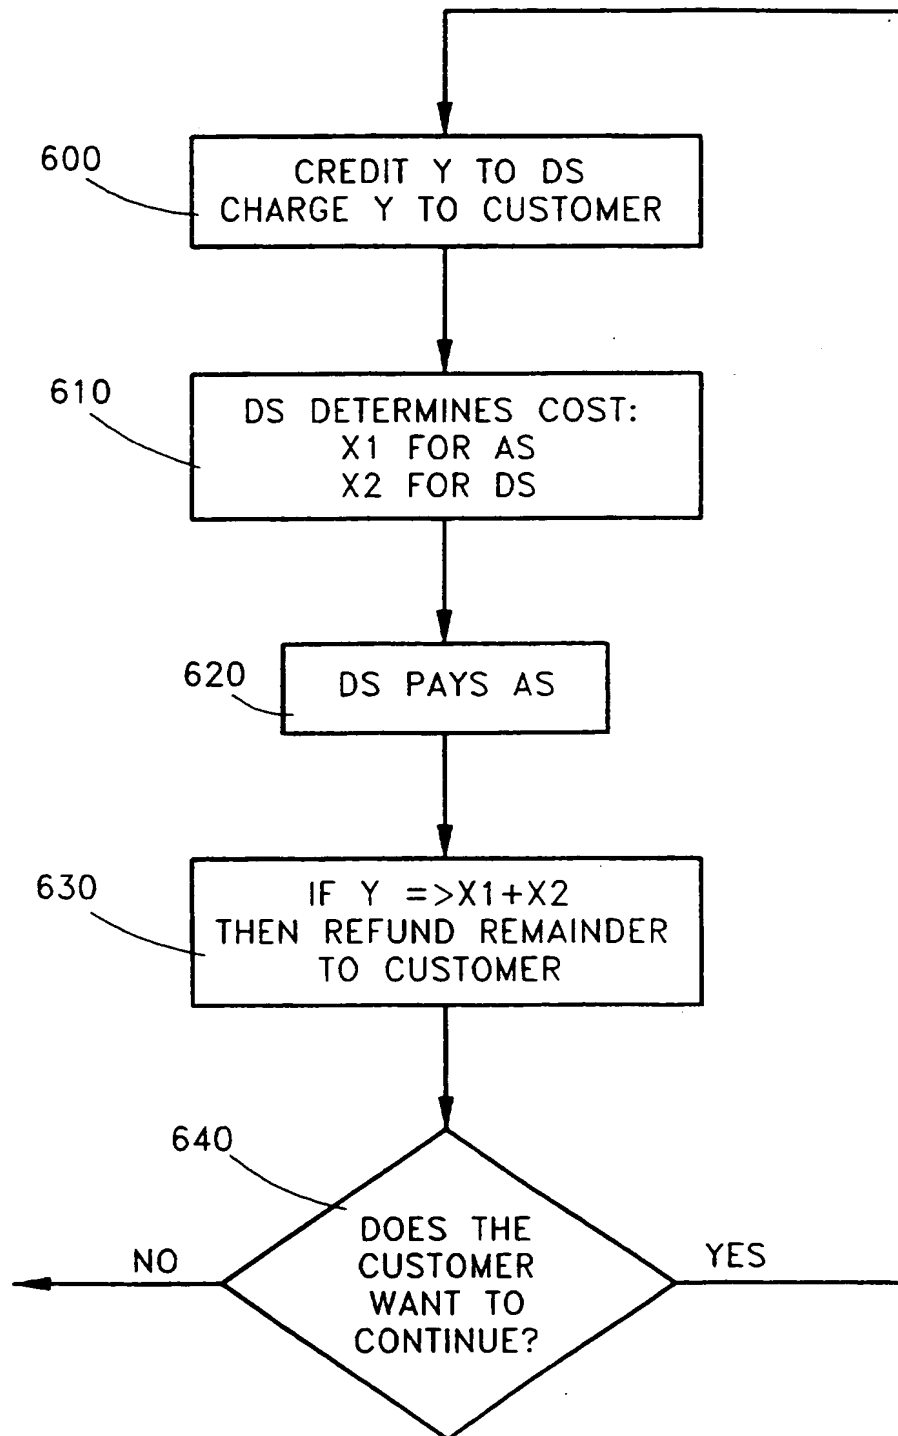 600
CREDIT Y TO DS
CHARGE Y TO CUSTOMER
610
DS DETERMINES COST:
X1 FOR AS
X2 FOR DS
620
DS PAYS AS
630
IF Y =>X1+X2
THEN REFUND REMAINDER
TO CUSTOMER
640
DOES THE
CUSTOMER
WANT TO
CONTINUE?
NO
YES